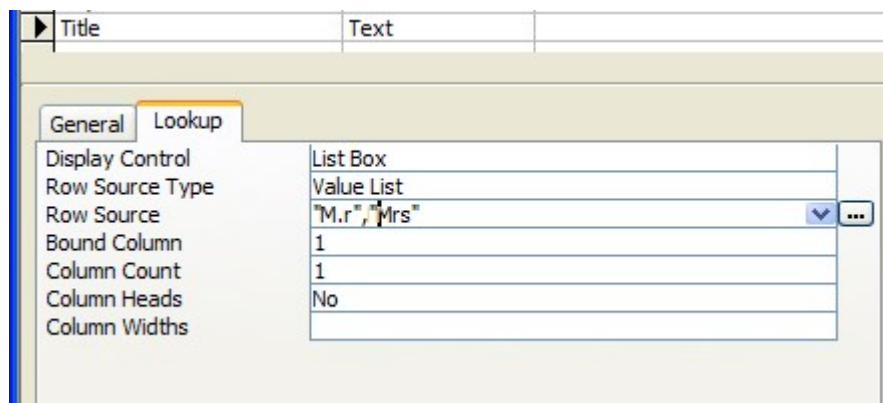 Title Text
General Lookup
Display Control List Box
Row Source Type Value List
Row Source "M.r","Mrs"
Bound Column 1
Column Count 1
Column Heads No
Column Widths